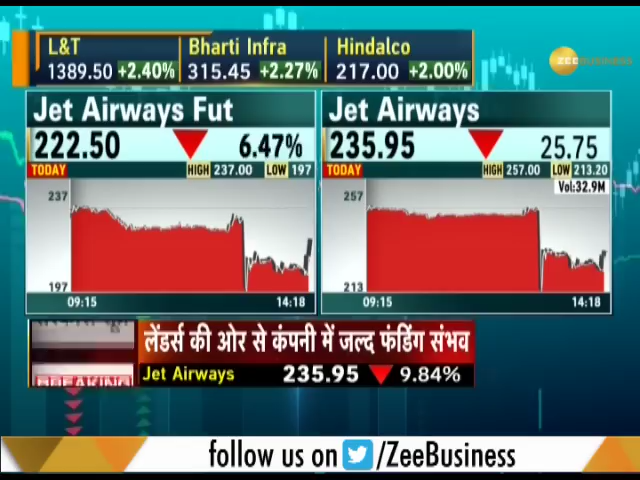 L&T Bharti Infra Hindalco
1389.50 +2.40% 315.45 +2.27% 217.00 +2.00%
ZEE BUSINESS
Jet Airways Fut
222.50 6.47%
TODAY HIGH 237.00 LOW 197
237
197
09:15 14:18
Jet Airways
235.95 25.75
TODAY HIGH 257.00 LOW 213.20
Vol:32.9M
257
213
09:15 14:18
लेंडर्स की ओर से कंपनी में जल्द फंडिंग संभव
BREAKING
Jet Airways 235.95 9.84%
follow us on /ZeeBusiness